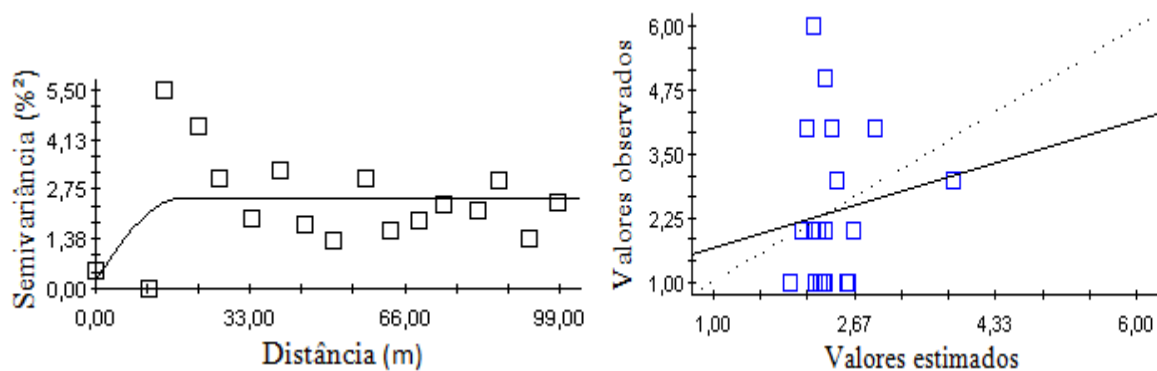 Semivariância (%²)
5,50
4,13
2,75
1,38
0,00
0,00 33,00 66,00 99,00
Distância (m)
Valores observados
6,00
4,75
3,50
2,25
1,00
1,00 2,67 4,33 6,00
Valores estimados